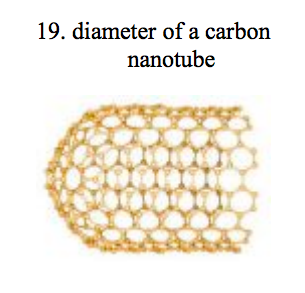 19. diameter of a carbon
nanotube